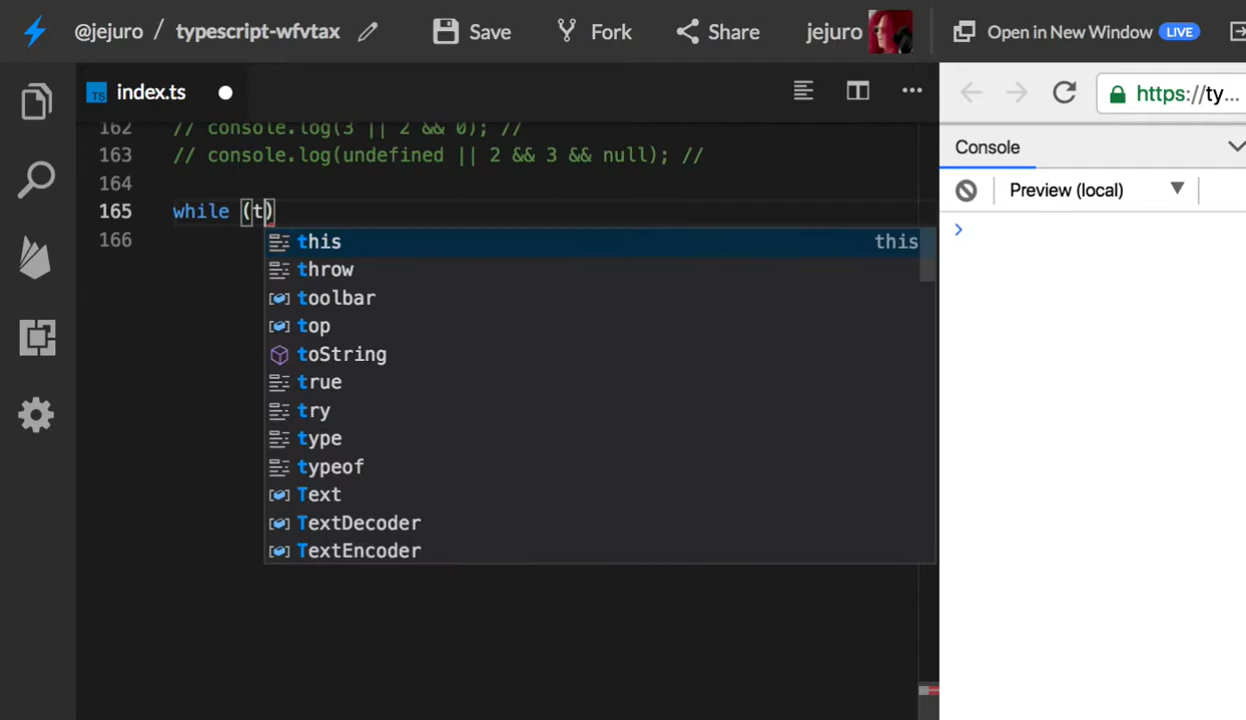 @jejuro / typescript-wfvtax Save Fork Share jejuro Open in New Window LIVE
index.ts
https://ty...
162 // console.log(3 || 2 && 0); //
163 // console.log(undefined || 2 && 3 && null); //
164
165 while (t)
166
this this
throw
toolbar
top
toString
true
try
type
typeof
Text
TextDecoder
TextEncoder
Console
Preview (local)
>